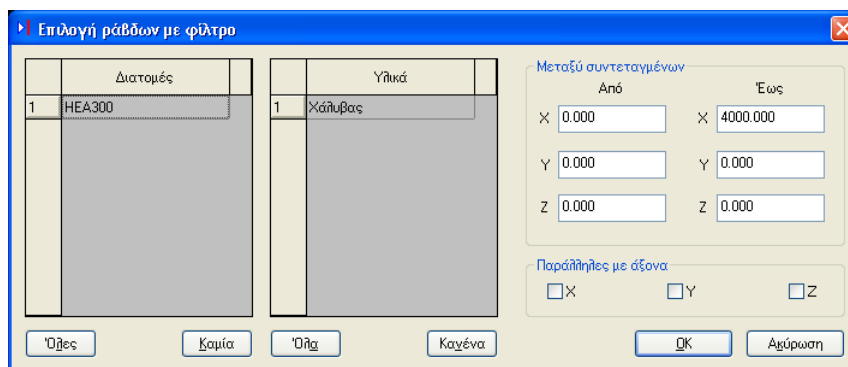 Επιλογή ράβδων με φίλτρο
Διατομές
1 HEA300
Όλες Καμία
Υλικά
1 Χάλυβας
Όλα Κανένα
Μεταξύ συντεταγμένων
Από Έως
X 0.000 X 4000.000
Y 0.000 Y 0.000
Z 0.000 Z 0.000
Παράλληλες με άξονα
X Y Z
OK Ακύρωση